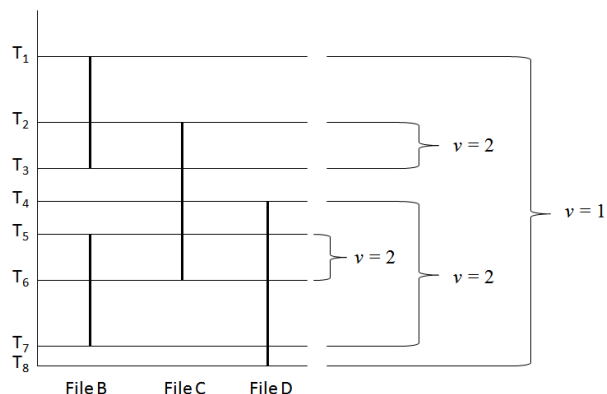 T1
T2
T3
T4
T5
T6
T7
T8
v = 2
v = 2
v = 2
v = 1
File B File C File D